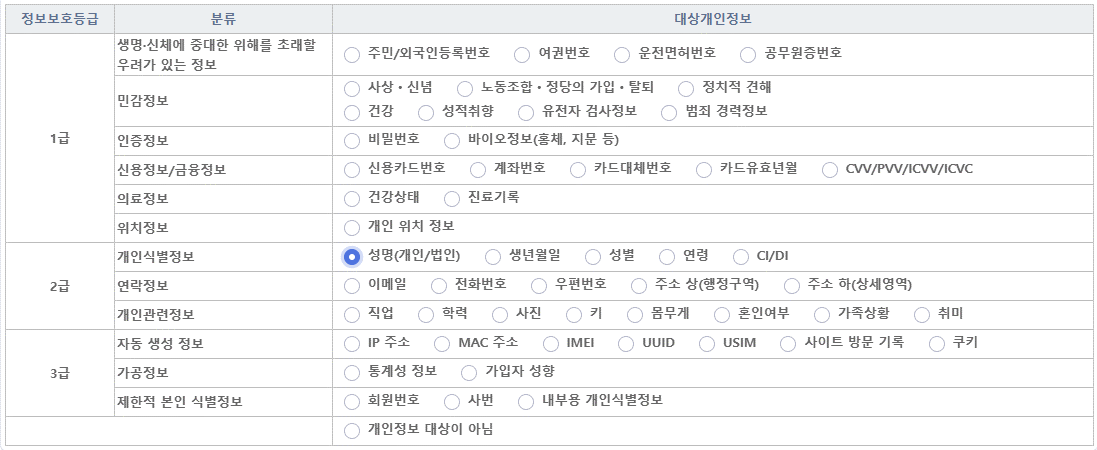 정보보호등급 분류 대상개인정보
1급
생명·신체에 중대한 위해를 초래할
우려가 있는 정보
주민/외국인등록번호 여권번호 운전면허번호 공무원증번호
민감정보
사상·신념 노동조합·정당의 가입·탈퇴 정치적 견해
건강 성적취향 유전자 검사정보 범죄 경력정보
인증정보 비밀번호 바이오정보(홍체, 지문 등)
신용정보/금융정보 신용카드번호 계좌번호 카드대체번호 카드유효년월 CVV/PVV/ICVV/ICVC
의료정보 건강상태 진료기록
위치정보 개인 위치 정보
2급
개인식별정보 성명(개인/법인) 생년월일 성별 연령 CI/DI
연락정보 이메일 전화번호 우편번호 주소 상(행정구역) 주소 하(상세영역)
개인관련정보 직업 학력 사진 키 몸무게 혼인여부 가족상황 취미
3급
자동 생성 정보 IP 주소 MAC 주소 IMEI UUID USIM 사이트 방문 기록 쿠키
가공정보 통계성 정보 가입자 성향
제한적 본인 식별정보 회원번호 사번 내부용 개인식별정보
개인정보 대상이 아님